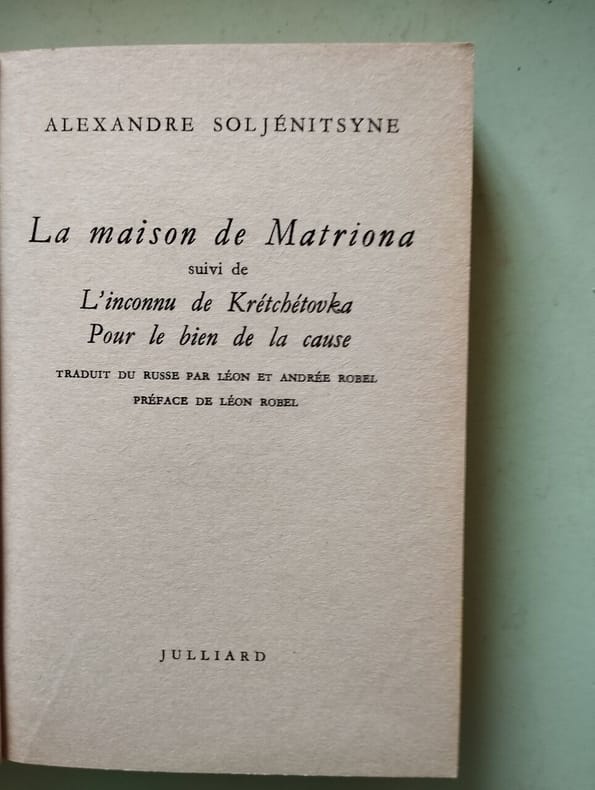 ALEXANDRE SOLJÉNITSYNE
La maison de Matriona
suivi de
L'inconnu de Krétchétovka
Pour le bien de la cause
TRADUIT DU RUSSE PAR LÉON ET ANDRÉE ROBEL
PRÉFACE DE LÉON ROBEL
JULLIARD